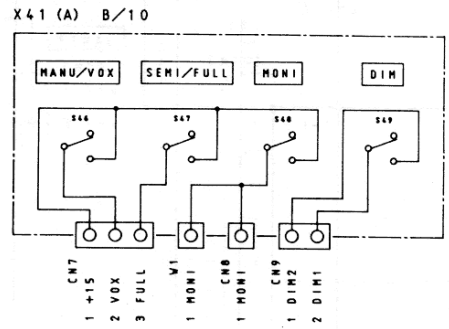 X41 (A) B/10
MANU/VOX SEMI/FULL MONI DIM
S46 S47 S48 S49
CN7 W1 CN8 CN9
1 +15
2 VOX
3 FULL
1 MONI
1 MONI
1 DIM2
2 DIM1